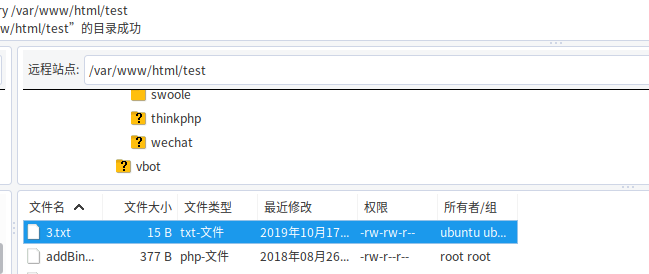 ry /var/www/html/test
w/html/test”的目录成功
远程站点: /var/www/html/test
swoole
thinkphp
wechat
vbot
文件名 文件大小 文件类型 最近修改 权限 所有者/组
3.txt 15 B txt-文件 2019年10月17... -rw-rw-r-- ubuntu ub...
addBin... 377 B php-文件 2018年08月26... -rw-r--r-- root root